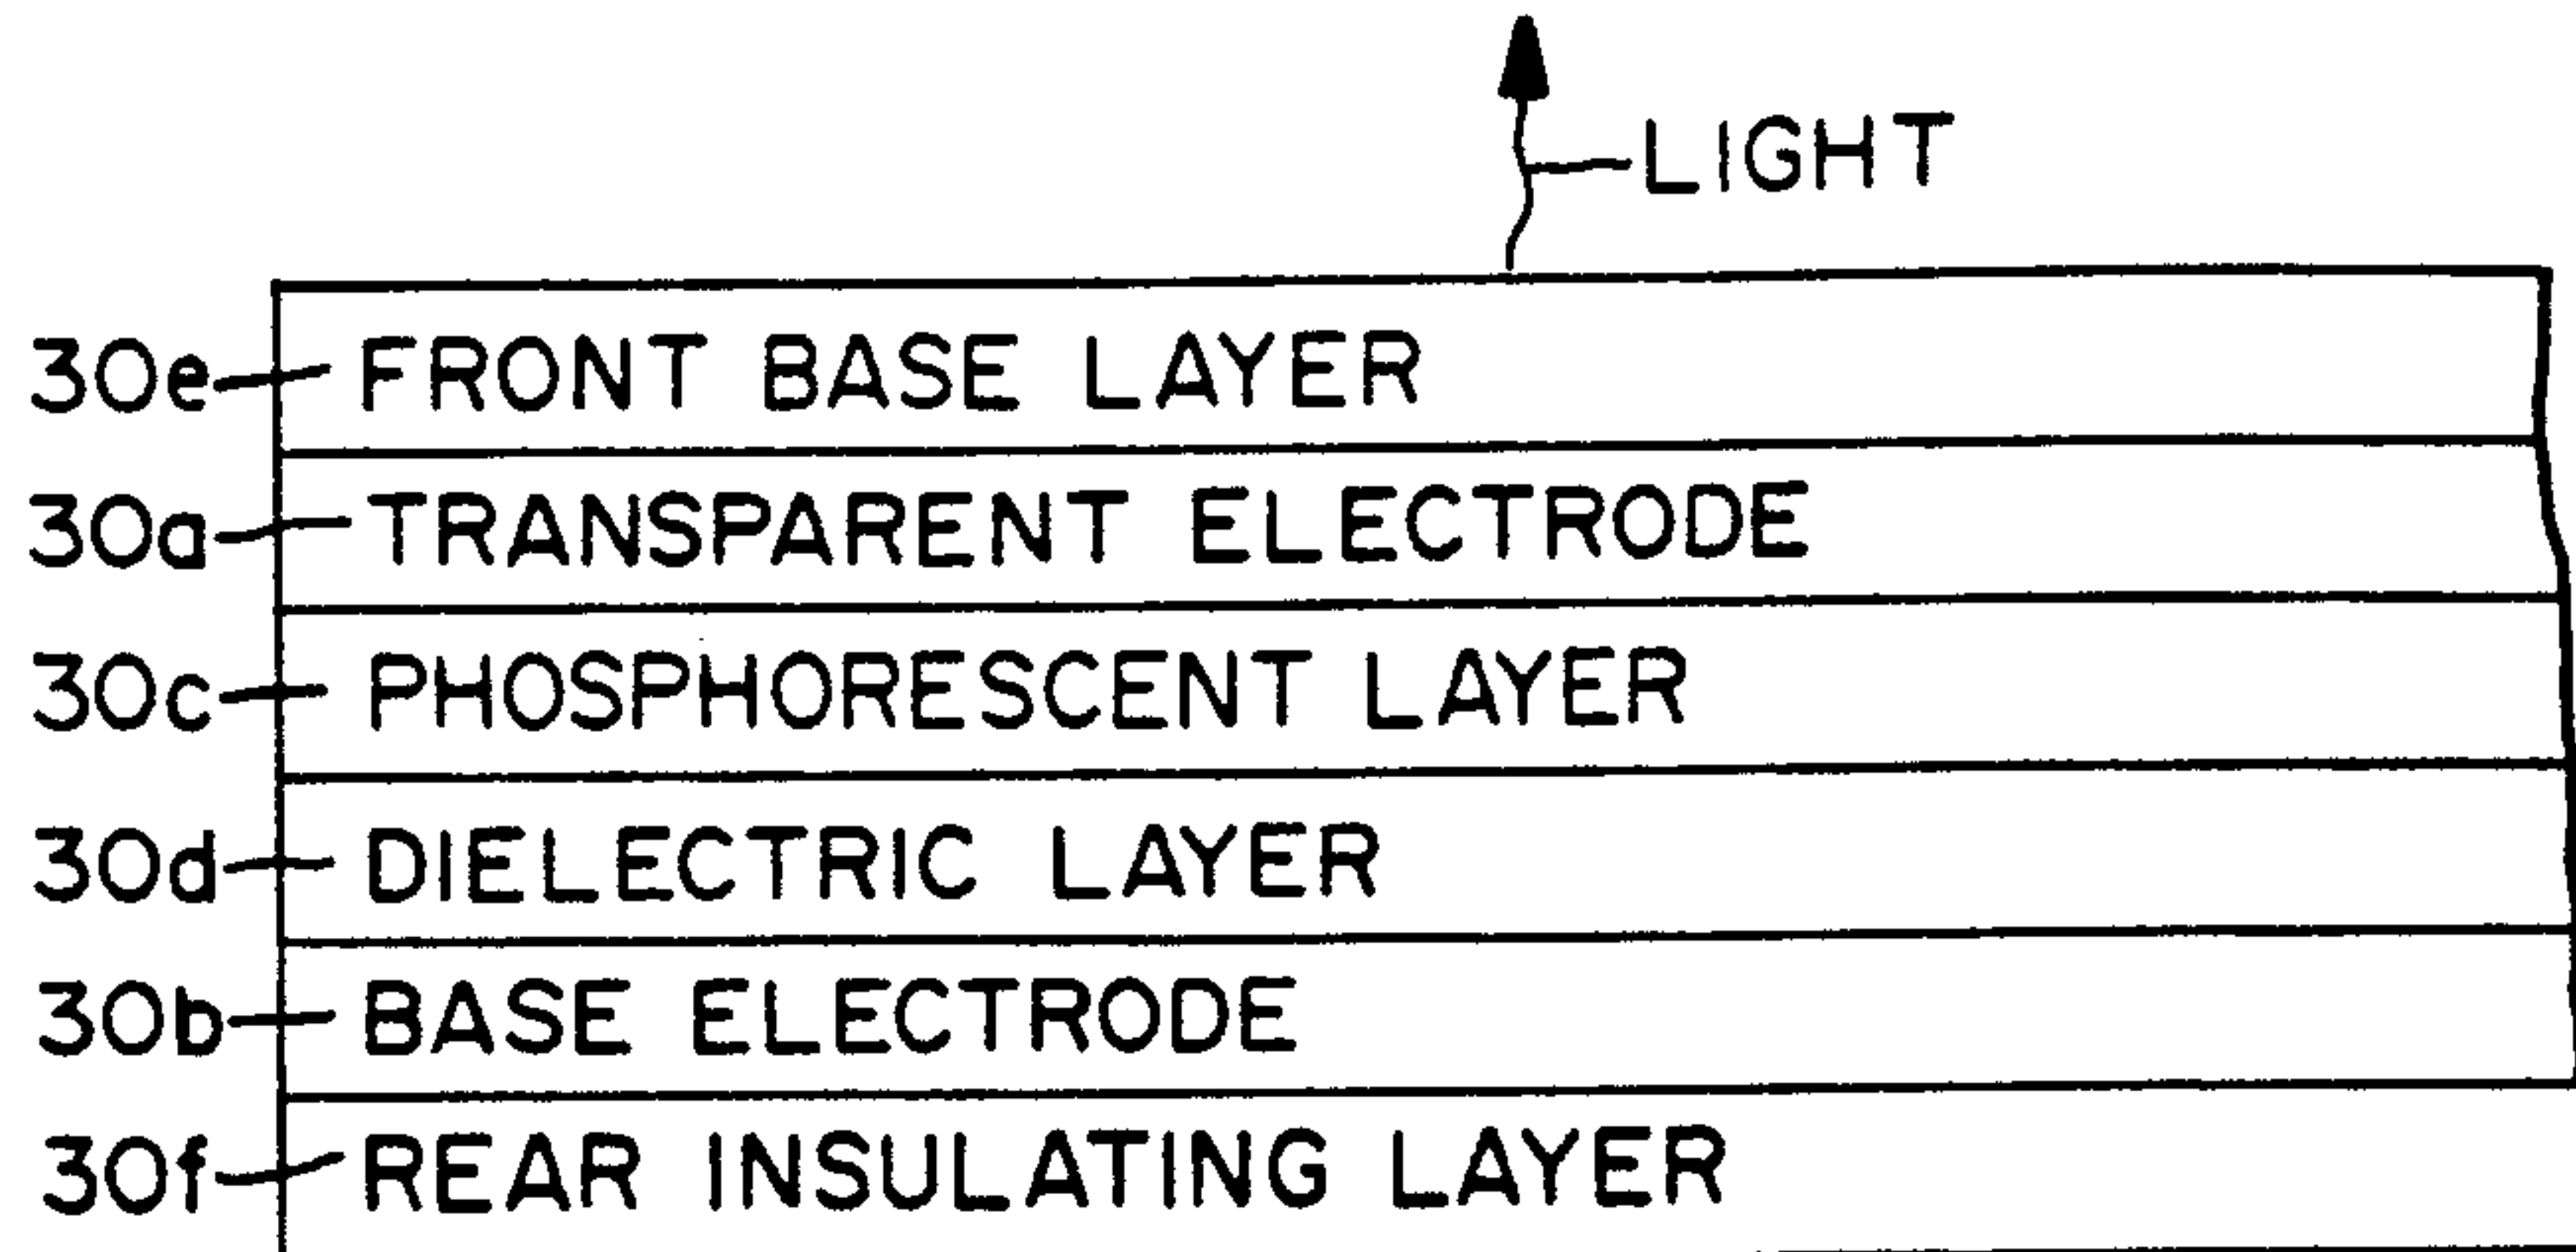 LIGHT
30e FRONT BASE LAYER
30a TRANSPARENT ELECTRODE
30c PHOSPHORESCENT LAYER
30d DIELECTRIC LAYER
30b BASE ELECTRODE
30f REAR INSULATING LAYER